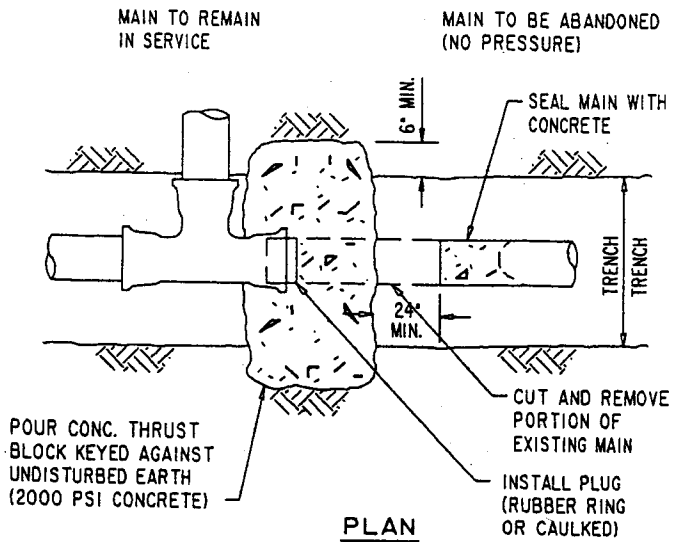 MAIN TO REMAIN
IN SERVICE
MAIN TO BE ABANDONED
(NO PRESSURE)
6" MIN.
SEAL MAIN WITH
CONCRETE
TRENCH
TRENCH
24"
MIN.
CUT AND REMOVE
PORTION OF
EXISTING MAIN
POUR CONC. THRUST
BLOCK KEYED AGAINST
UNDISTURBED EARTH
(2000 PSI CONCRETE)
INSTALL PLUG
(RUBBER RING
OR CAULKED)
PLAN